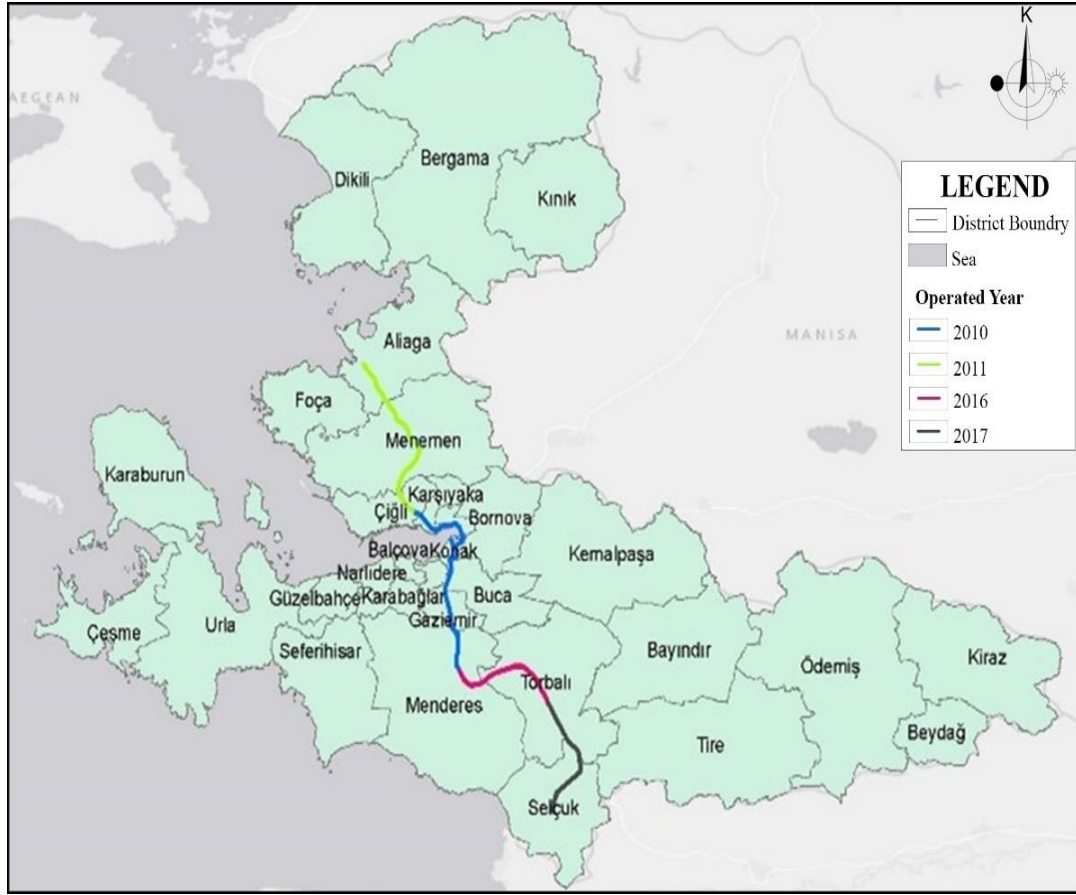 K
AEGEAN
Bergama
Dikili
Kınık
LEGEND
District Boundry
Sea
Operated Year
2010
2011
2016
2017
MANISA
Aliaga
Foça
Menemen
Karaburun
Karşıyaka
Çiğli
Bornova
Balçova
Konak
Kemalpaşa
Narlıdere
Güzelbahçe
Karabağlar
Buca
Gaziemir
Çeşme
Urla
Seferihisar
Bayındır
Ödemiş
Kiraz
Torbalı
Menderes
Tire
Beydağ
Selçuk